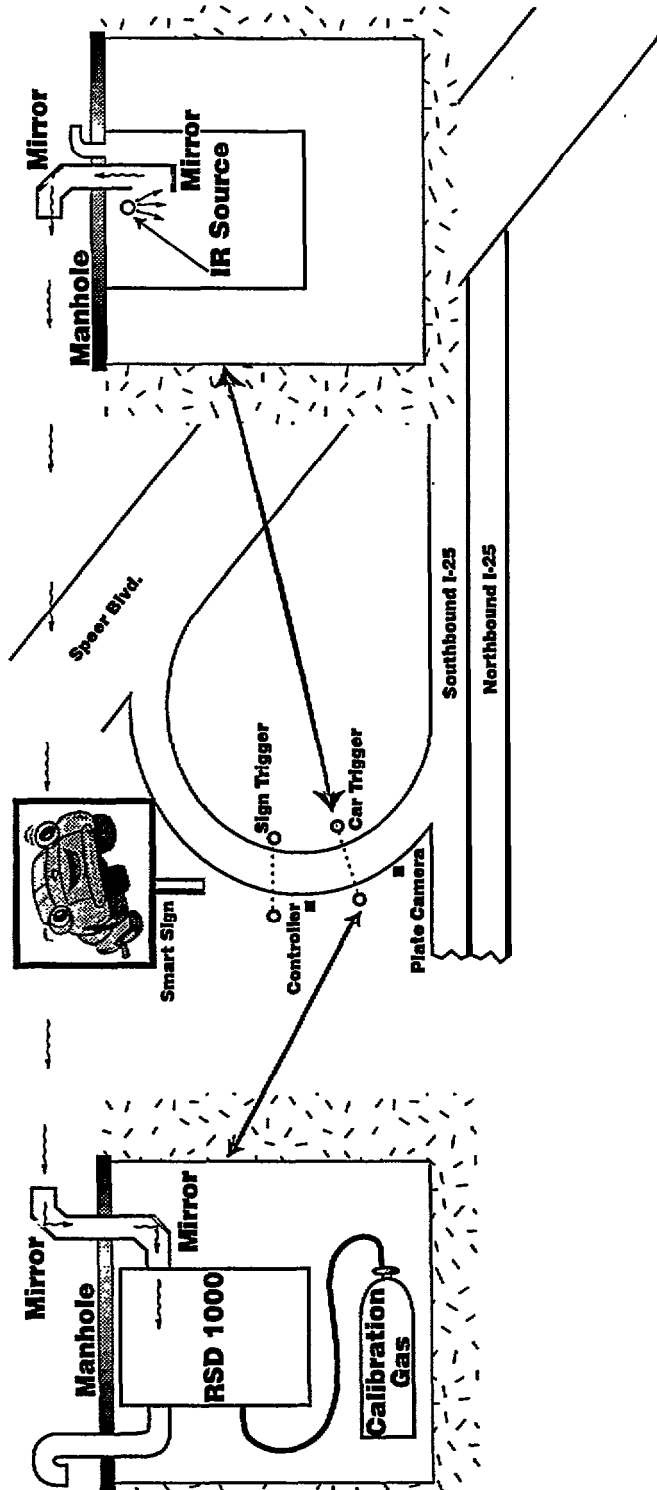 Mirror
Manhole
Mirror
RSD 1000
Calibration
Gas
Smart Sign
Controller
Plate Camera
Sign Trigger
Car Trigger
Speer Blvd.
Southbound I-25
Northbound I-25
Manhole
Mirror
Mirror
IR Source